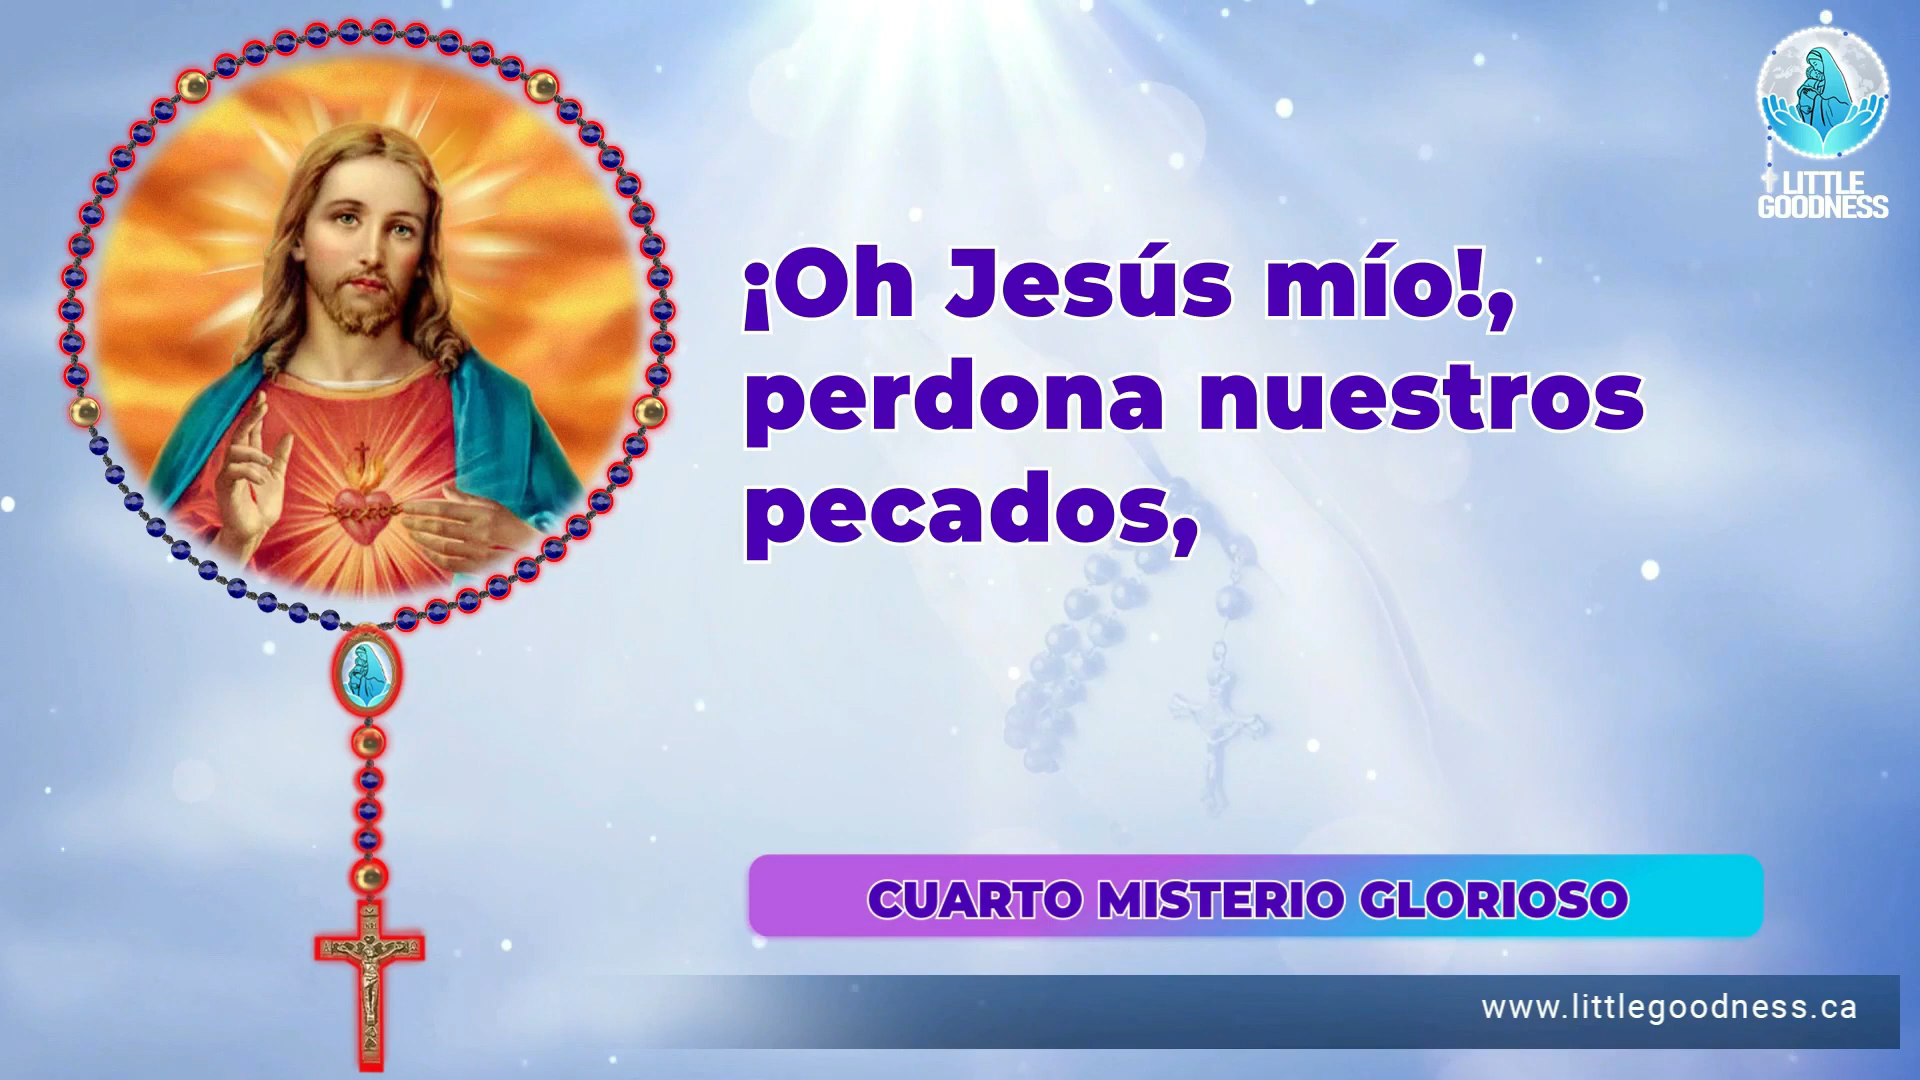 LITTLE
GOODNESS
¡Oh Jesús mío!,
perdona nuestros
pecados,
CUARTO MISTERIO GLORIOSO
www.littlegoodness.ca